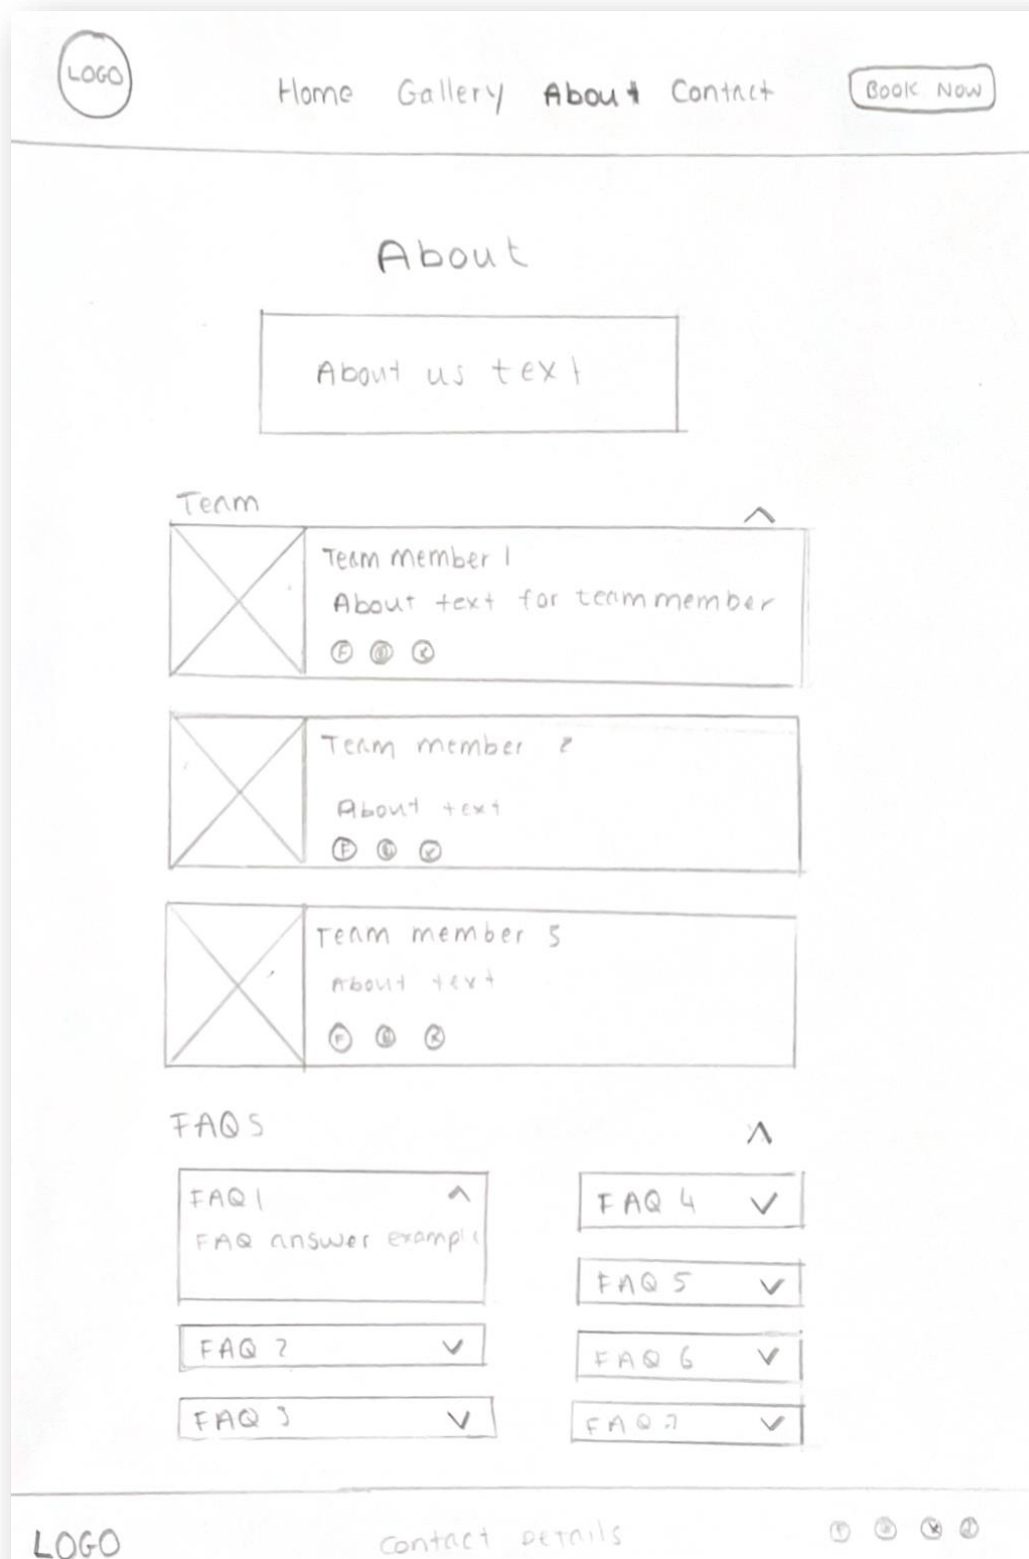 LOGO
Home Gallery About Contact
Book Now
About
About us text
Team
Team member 1
About text for team member
F
Team member 2
About text
F
Team member 3
About text
F
FAQS
FAQ 1
FAQ answer example
FAQ 2
FAQ 3
FAQ 4
FAQ 5
FAQ 6
FAQ 7
LOGO
Contact Details